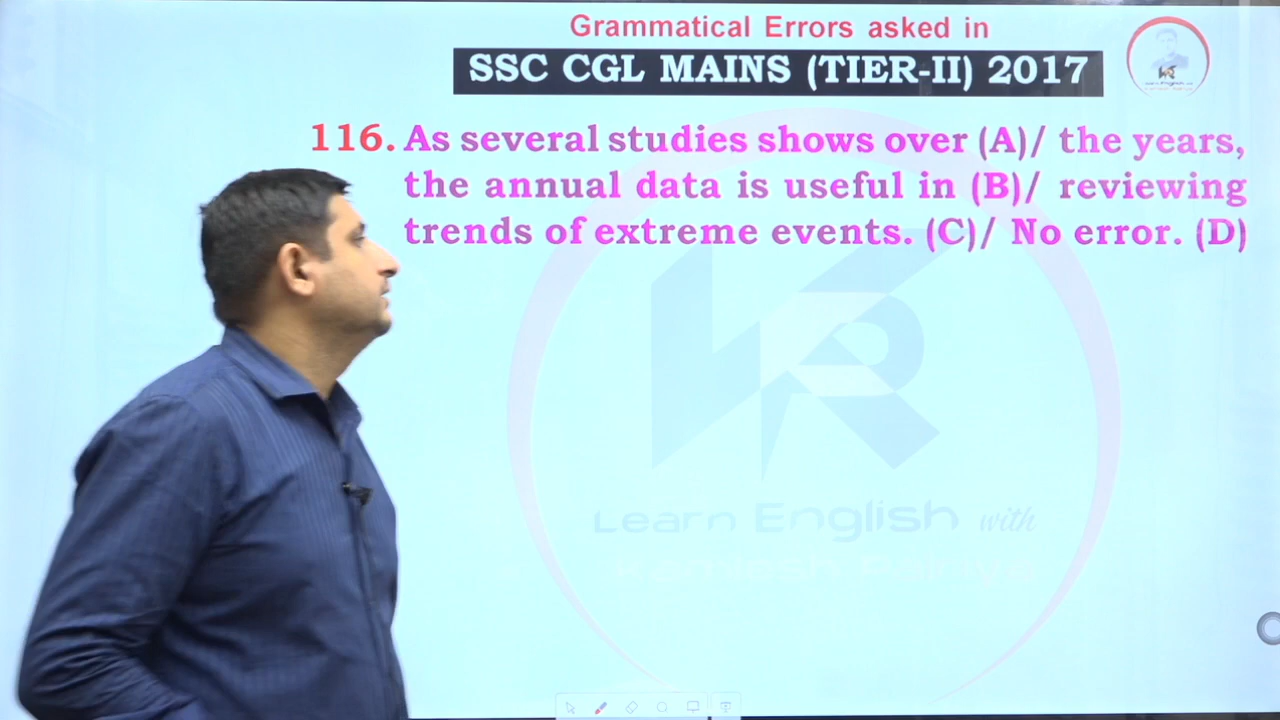 Grammatical Errors asked in
SSC CGL MAINS (TIER-II) 2017
116. As several studies shows over (A)/ the years,
the annual data is useful in (B)/ reviewing
trends of extreme events. (C)/ No error. (D)
Learn English with